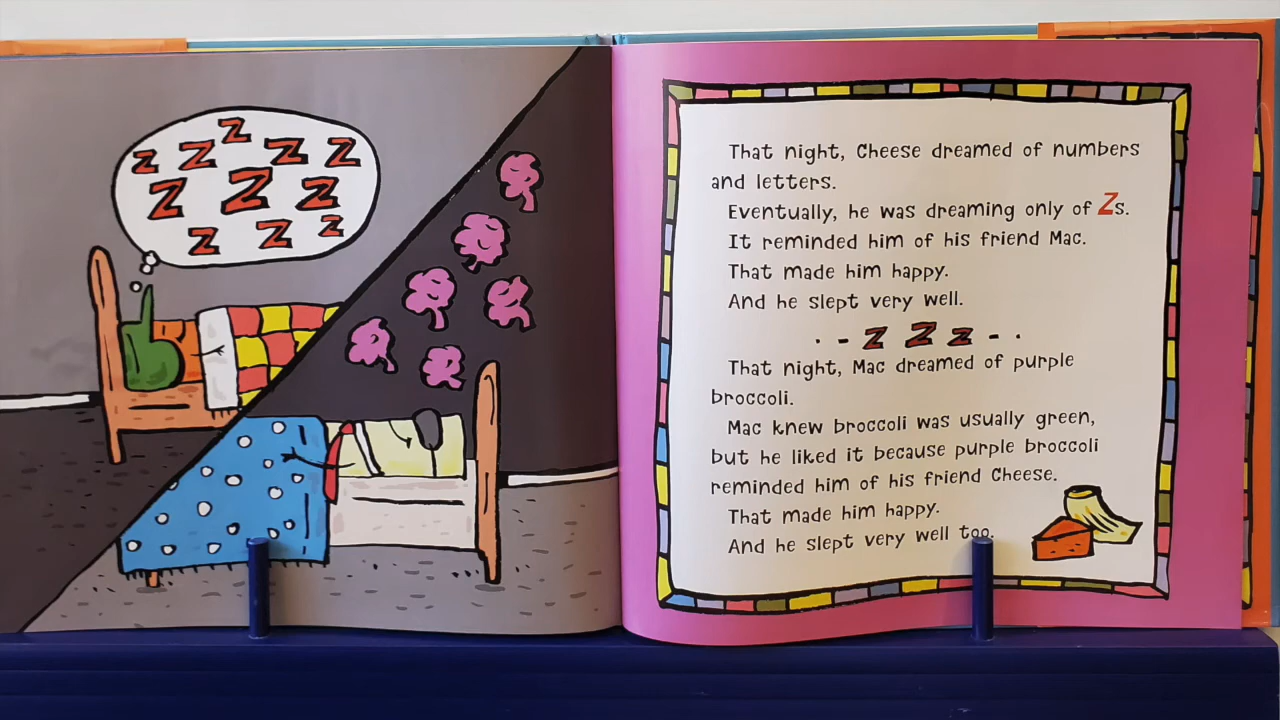 Z Z Z Z Z
Z Z Z
Z Z Z
That night, Cheese dreamed of numbers
and letters.
Eventually, he was dreaming only of Zs.
It reminded him of his friend Mac.
That made him happy.
And he slept very well.
· - Z Z Z - ·
That night, Mac dreamed of purple
broccoli.
Mac knew broccoli was usually green,
but he liked it because purple broccoli
reminded him of his friend Cheese.
That made him happy.
And he slept very well too.